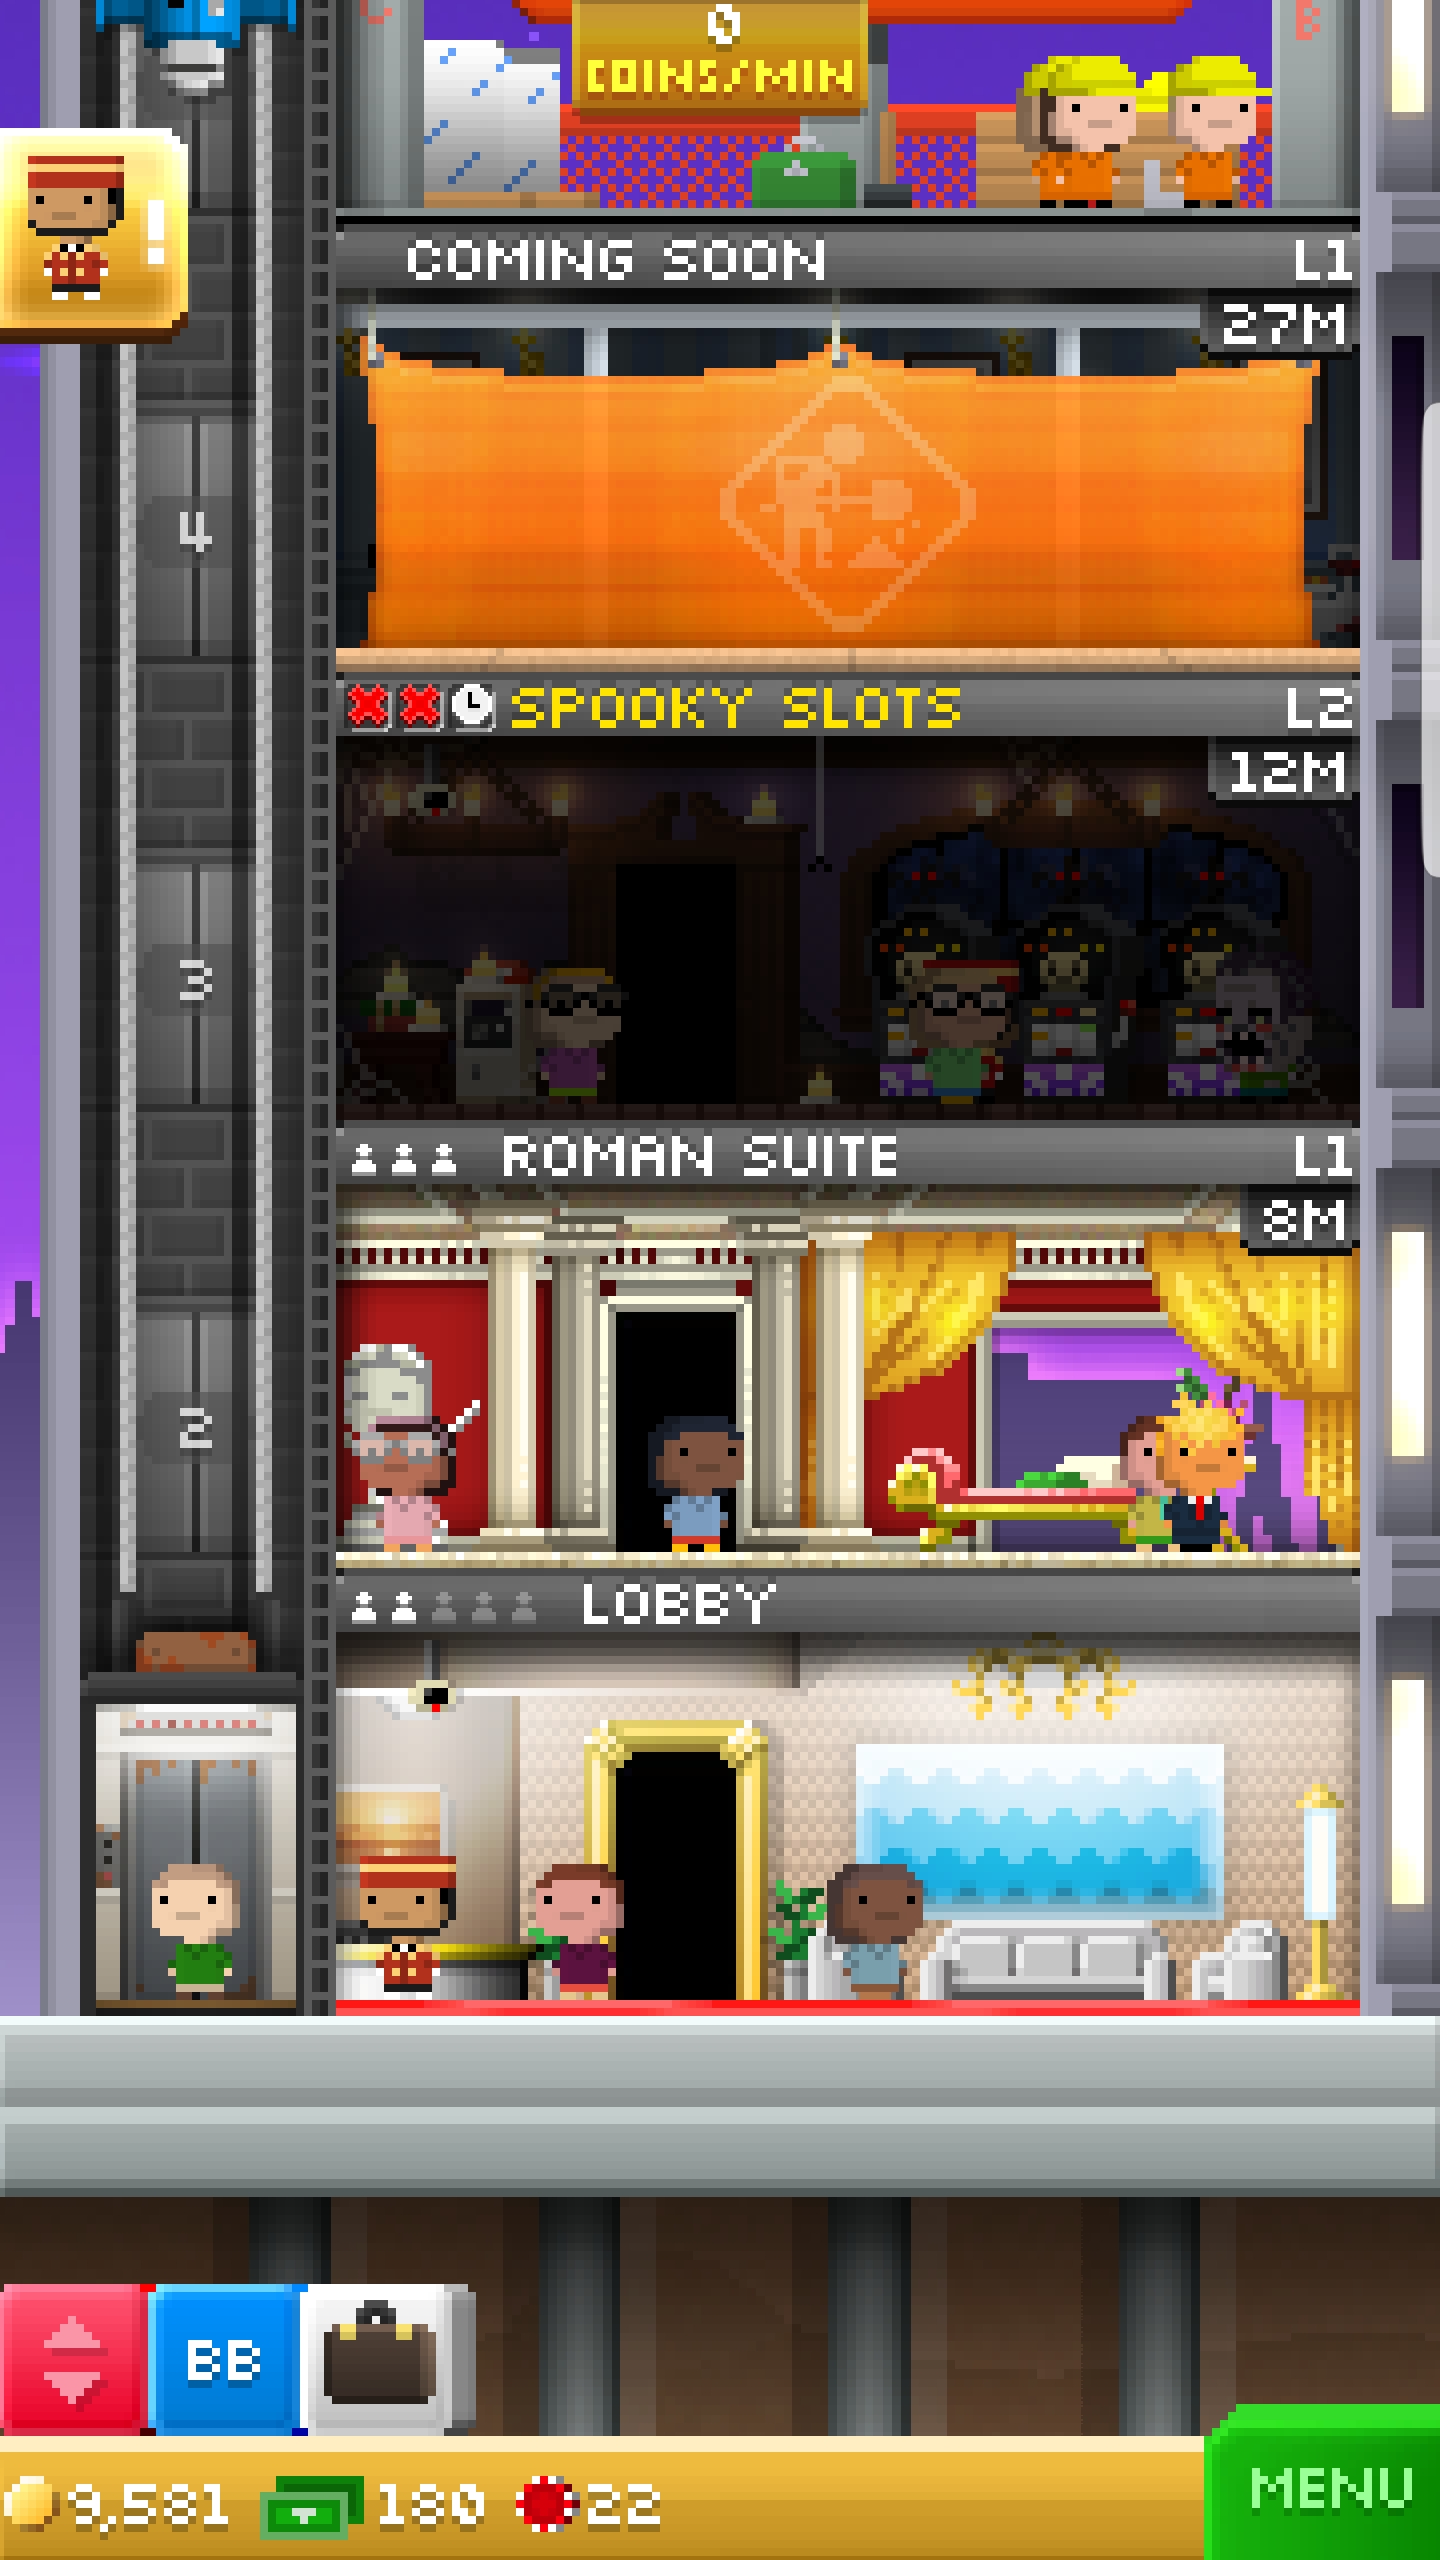 0
COINS/MIN
COMING SOON L1
27M
4
SPOOKY SLOTS L2
12M
3
ROMAN SUITE L1
8M
2
LOBBY
BB
9,581 180 22
MENU